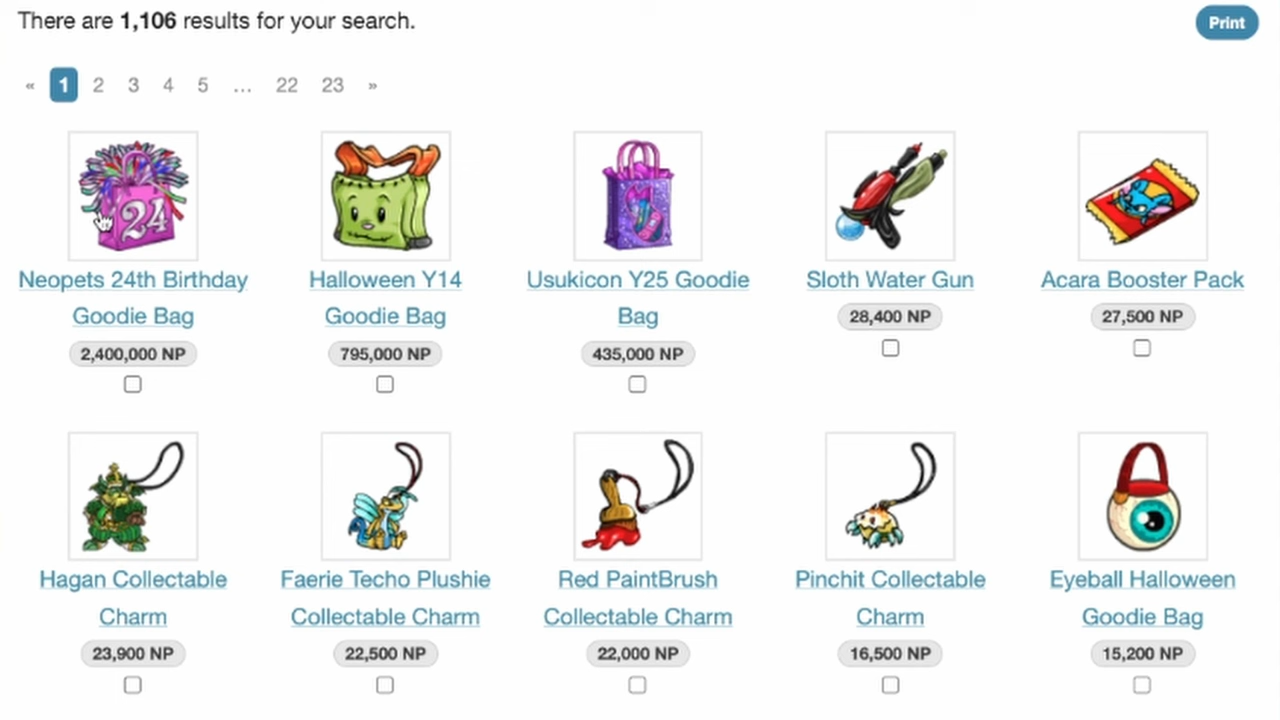 There are 1,106 results for your search.
Print
« 1 2 3 4 5 ... 22 23 »
24
Neopets 24th Birthday
Goodie Bag
2,400,000 NP
Halloween Y14
Goodie Bag
795,000 NP
Usukicon Y25 Goodie
Bag
435,000 NP
Sloth Water Gun
28,400 NP
Acara Booster Pack
27,500 NP
Hagan Collectable
Charm
23,900 NP
Faerie Techo Plushie
Collectable Charm
22,500 NP
Red PaintBrush
Collectable Charm
22,000 NP
Pinchit Collectable
Charm
16,500 NP
Eyeball Halloween
Goodie Bag
15,200 NP